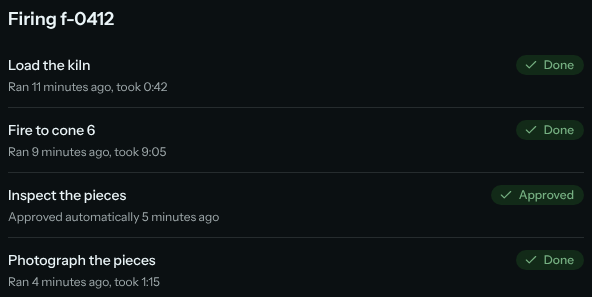 Firing f-0412
Load the kiln
Done
Ran 11 minutes ago, took 0:42
Fire to cone 6
Done
Ran 9 minutes ago, took 9:05
Inspect the pieces
Approved
Approved automatically 5 minutes ago
Photograph the pieces
Done
Ran 4 minutes ago, took 1:15